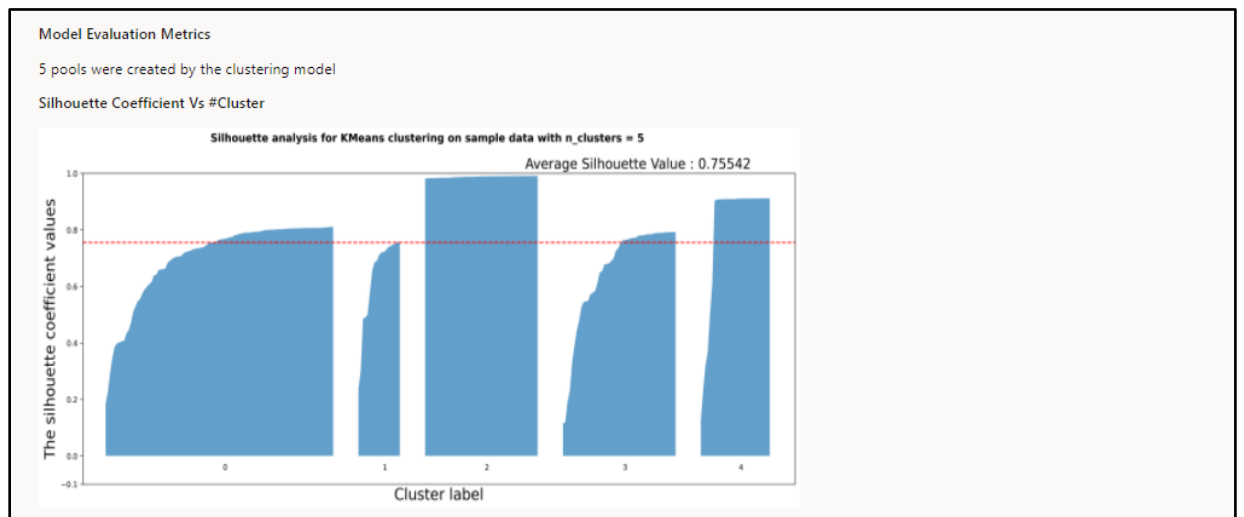 Model Evaluation Metrics
5 pools were created by the clustering model
Silhouette Coefficient Vs #Cluster
Silhouette analysis for KMeans clustering on sample data with n_clusters = 5
Average Silhouette Value : 0.75542
The silhouette coefficient values
1.0
0.8
0.6
0.4
0.2
0.0
-0.1
0
1
2
3
4
Cluster label